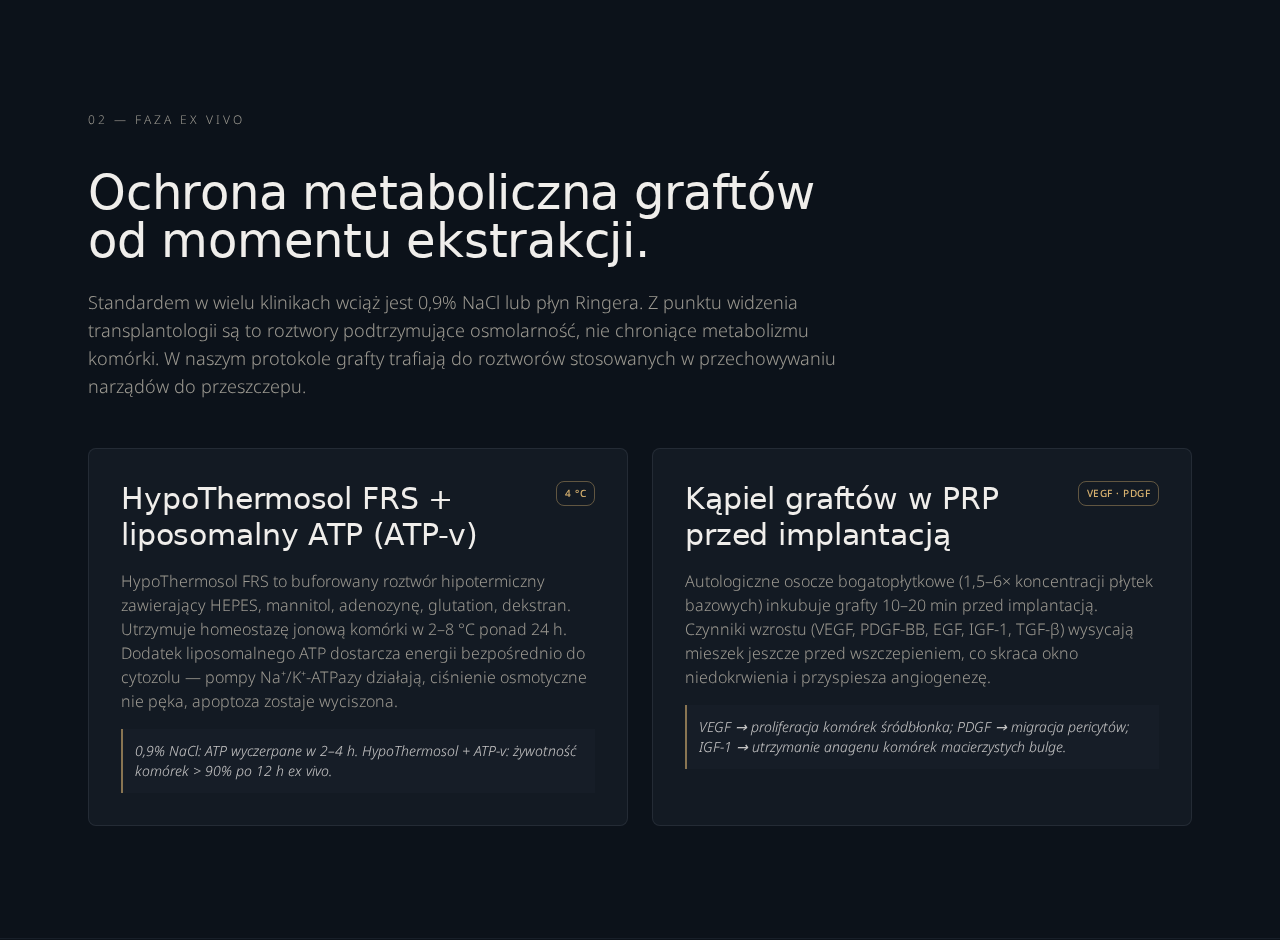 02 — FAZA EX VIVO
Ochrona metaboliczna graftów
od momentu ekstrakcji.
Standardem w wielu klinikach wciąż jest 0,9% NaCl lub płyn Ringera. Z punktu widzenia
transplantologii są to roztwory podtrzymujące osmolarność, nie chroniące metabolizmu
komórki. W naszym protokole grafty trafiają do roztworów stosowanych w przechowywaniu
narządów do przeszczepu.
HypoThermosol FRS +
liposomalny ATP (ATP-v)
4 °C
HypoThermosol FRS to buforowany roztwór hipotermiczny
zawierający HEPES, mannitol, adenozynę, glutation, dekstran.
Utrzymuje homeostazę jonową komórki w 2–8 °C ponad 24 h.
Dodatek liposomalnego ATP dostarcza energii bezpośrednio do
cytozolu — pompy Na⁺/K⁺-ATPazy działają, ciśnienie osmotyczne
nie pęka, apoptoza zostaje wyciszona.
0,9% NaCl: ATP wyczerpane w 2–4 h. HypoThermosol + ATP-v: żywotność
komórek > 90% po 12 h ex vivo.
Kąpiel graftów w PRP
przed implantacją
VEGF · PDGF
Autologiczne osocze bogatopłytkowe (1,5–6× koncentracji płytek
bazowych) inkubuje grafty 10–20 min przed implantacją.
Czynniki wzrostu (VEGF, PDGF-BB, EGF, IGF-1, TGF-β) wysycają
mieszek jeszcze przed wszczepieniem, co skraca okno
niedokrwienia i przyspiesza angiogenezę.
VEGF → proliferacja komórek śródbłonka; PDGF → migracja pericytów;
IGF-1 → utrzymanie anagenu komórek macierzystych bulge.